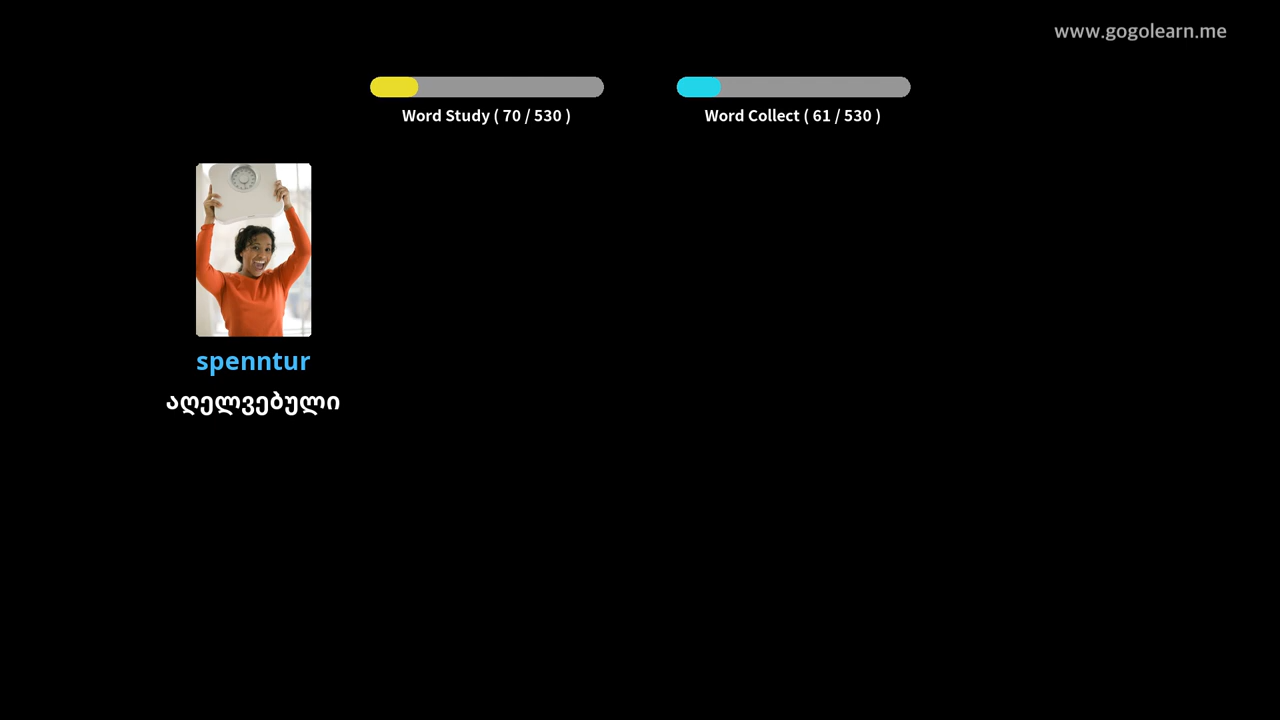 www.gogolearn.me
Word Study ( 70 / 530 )
Word Collect ( 61 / 530 )
spenntur
აღელვებული